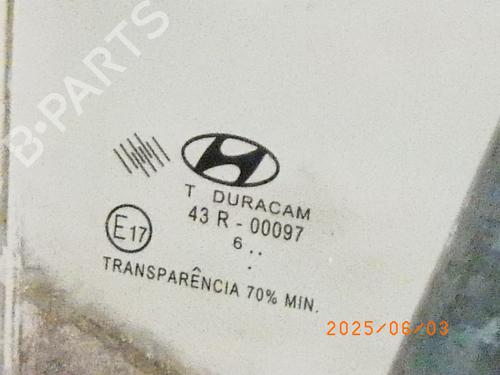 B-PARTS
T DURACAM
43 R - 00097
E17
6 ..
.
TRANSPARÊNCIA 70% MIN.
2025/06/03